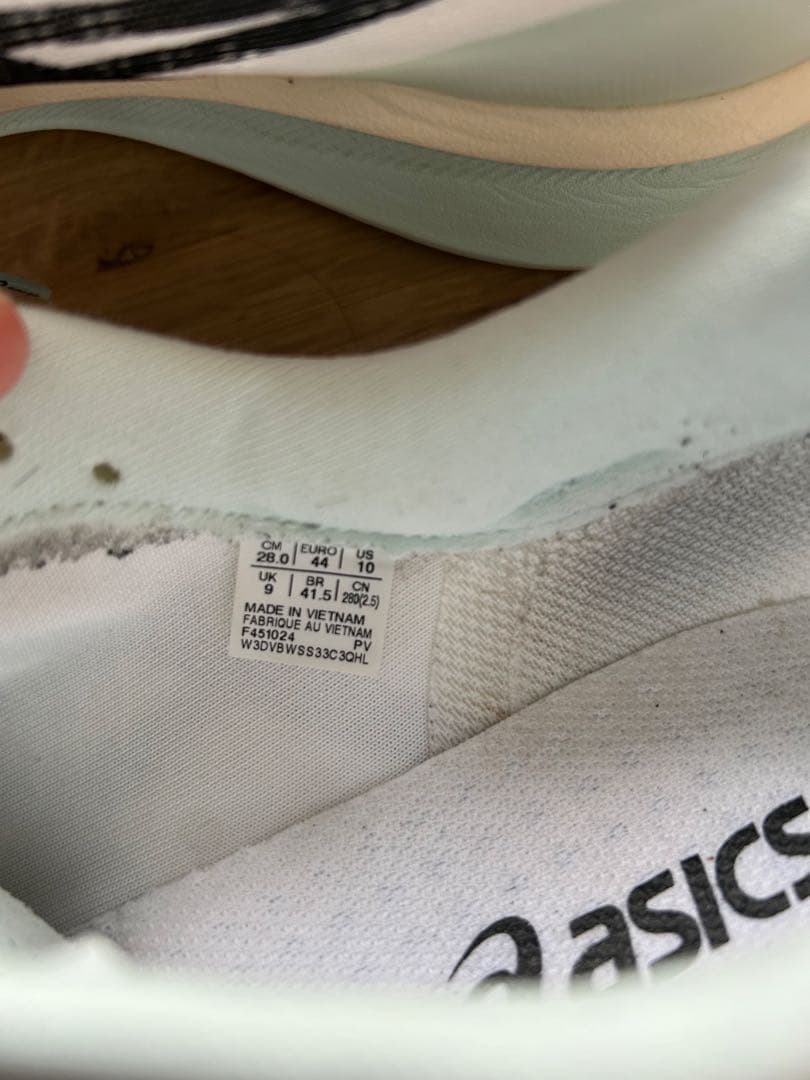 CM 28.0 | EURO 44 | US 10
UK 9 | BR 41.5 | CN 280(2.5)
MADE IN VIETNAM
FABRIQUE AU VIETNAM
F451024 PV
W3DVBWSS33C3QHL
asics